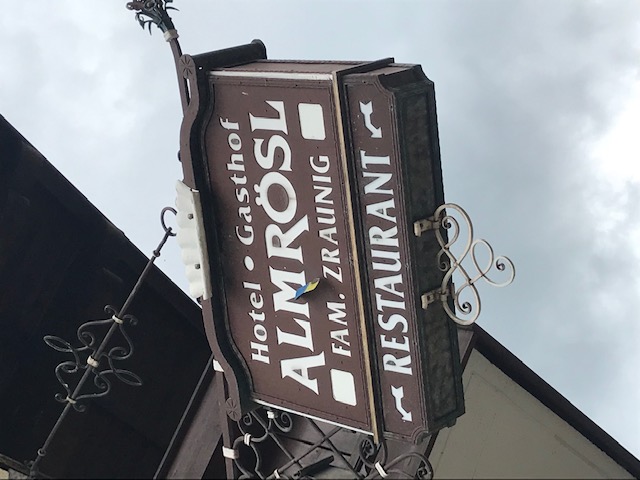 Hotel • Gasthof
ALMRÖSL
FAM. ZRAUNIG
RESTAURANT